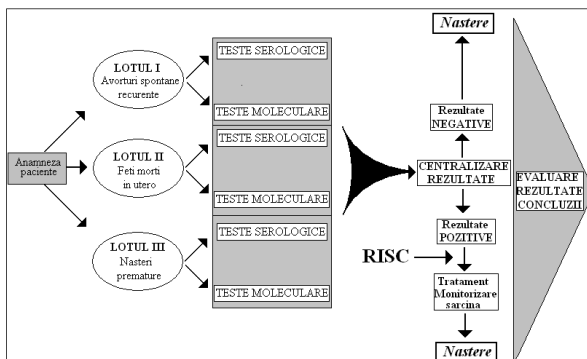 Anamneza
paciente
LOTUL I
Avorturi spontane
recurente
LOTUL II
Feti morti
in utero
LOTUL III
Nasteri
premature
TESTE SEROLOGICE
TESTE MOLECULARE
TESTE SEROLOGICE
TESTE MOLECULARE
TESTE SEROLOGICE
TESTE MOLECULARE
Nastere
Rezultate
NEGATIVE
CENTRALIZARE
REZULTATE
Rezultate
POZITIVE
RISC
Tratament
Monitorizare
sarcina
Nastere
EVALUARE
REZULTATE
CONCLUZII